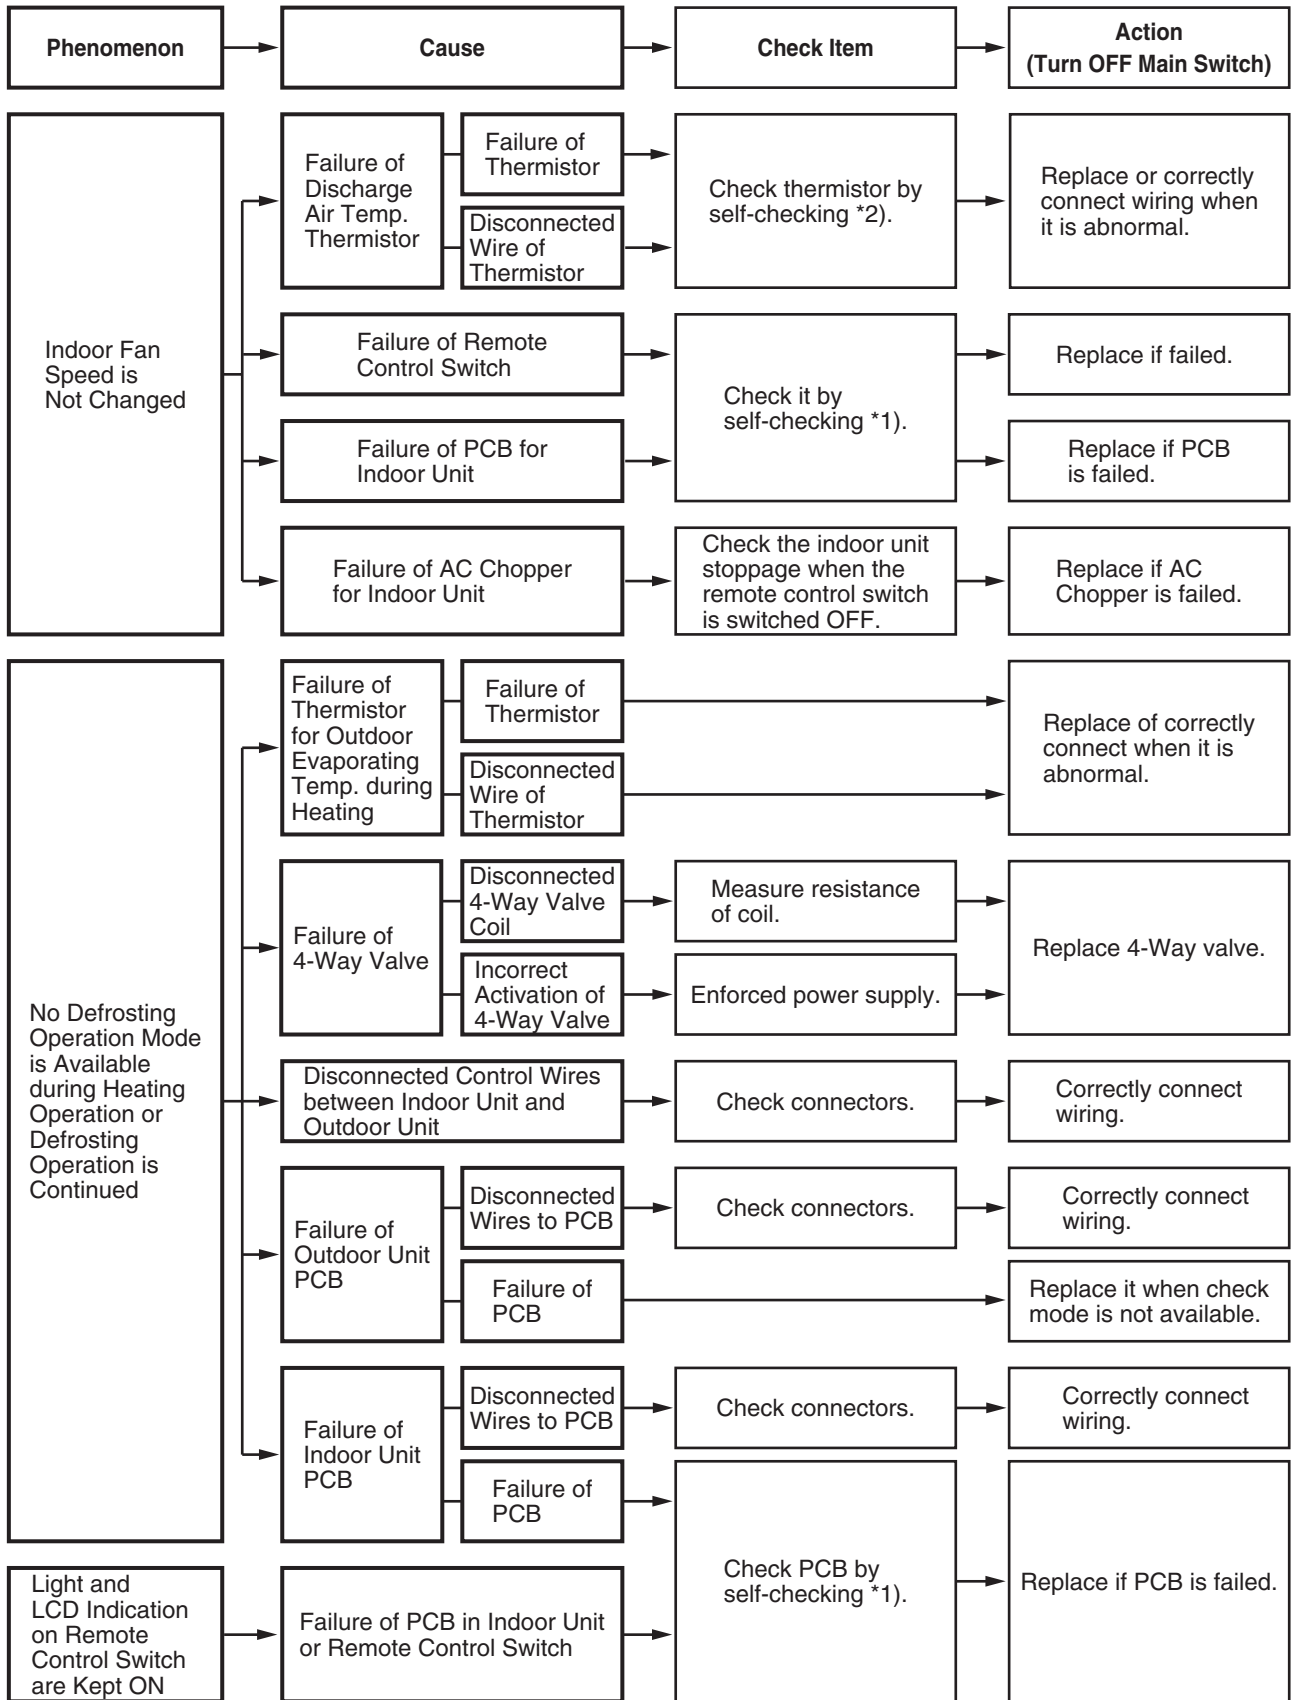 Phenomenon
Cause
Check Item
Action
(Turn OFF Main Switch)
Indoor Fan
Speed is
Not Changed
Failure of
Discharge
Air Temp.
Thermistor
Failure of
Thermistor
Disconnected
Wire of
Thermistor
Check thermistor by
self-checking *2).
Replace or correctly
connect wiring when
it is abnormal.
Failure of Remote
Control Switch
Check it by
self-checking *1).
Replace if failed.
Failure of PCB for
Indoor Unit
Replace if PCB
is failed.
Failure of AC Chopper
for Indoor Unit
Check the indoor unit
stoppage when the
remote control switch
is switched OFF.
Replace if AC
Chopper is failed.
No Defrosting
Operation Mode
is Available
during Heating
Operation or
Defrosting
Operation is
Continued
Failure of
Thermistor
for Outdoor
Evaporating
Temp. during
Heating
Failure of
Thermistor
Disconnected
Wire of
Thermistor
Replace of correctly
connect when it is
abnormal.
Failure of
4-Way Valve
Disconnected
4-Way Valve
Coil
Measure resistance
of coil.
Incorrect
Activation of
4-Way Valve
Enforced power supply.
Replace 4-Way valve.
Disconnected Control Wires
between Indoor Unit and
Outdoor Unit
Check connectors.
Correctly connect
wiring.
Failure of
Outdoor Unit
PCB
Disconnected
Wires to PCB
Check connectors.
Correctly connect
wiring.
Failure of
PCB
Replace it when check
mode is not available.
Failure of
Indoor Unit
PCB
Disconnected
Wires to PCB
Check connectors.
Correctly connect
wiring.
Failure of
PCB
Check PCB by
self-checking *1).
Replace if PCB is failed.
Light and
LCD Indication
on Remote
Control Switch
are Kept ON
Failure of PCB in Indoor Unit
or Remote Control Switch